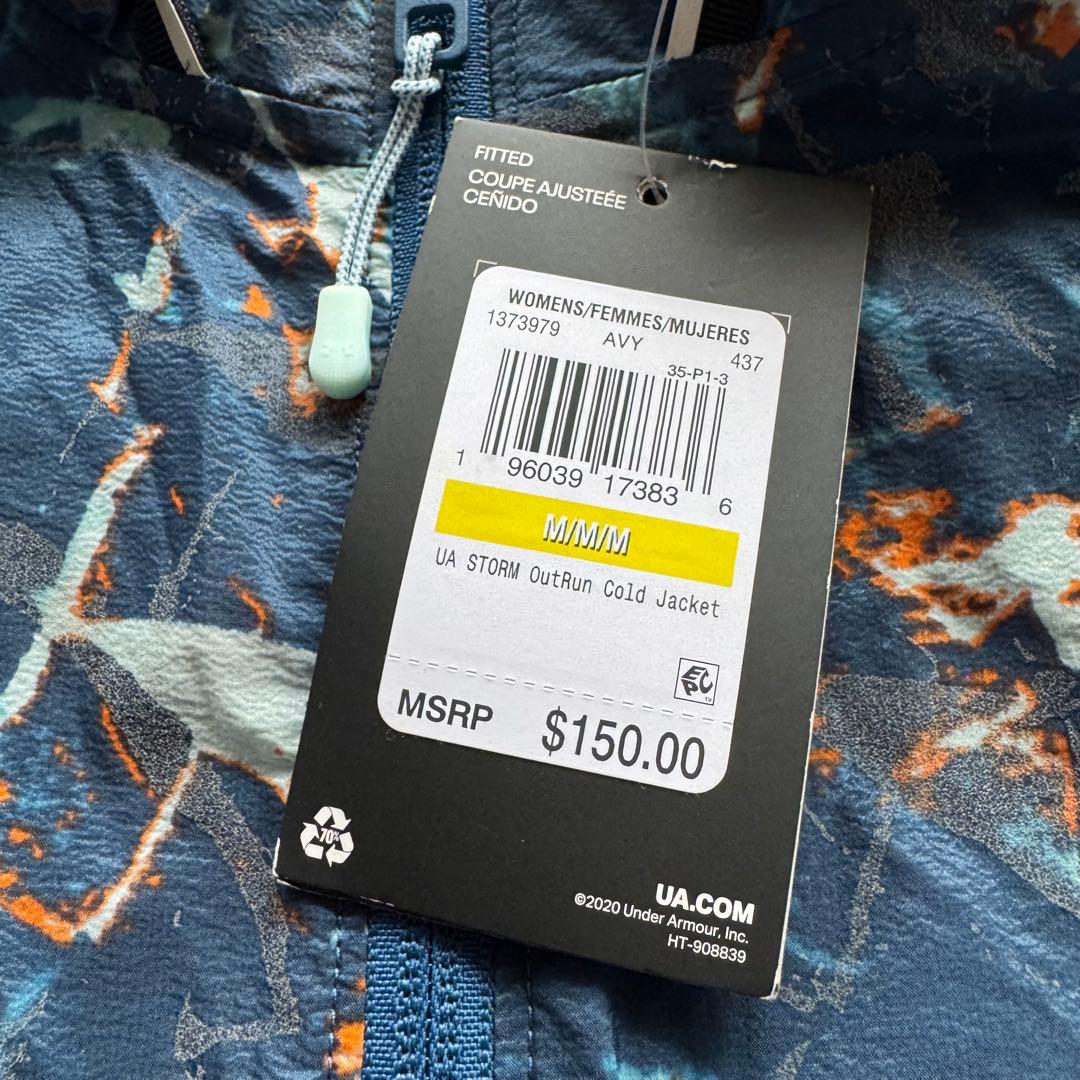 FITTED
COUPE AJUSTEÉE
CEÑIDO
WOMENS/FEMMES/MUJERES
1373979 AVY 437
35-P1-3
1 96039 17383 6
M/M/M
UA STORM OutRun Cold Jacket
EPC
MSRP $150.00
70%
UA.COM
©2020 Under Armour, Inc.
HT-908839